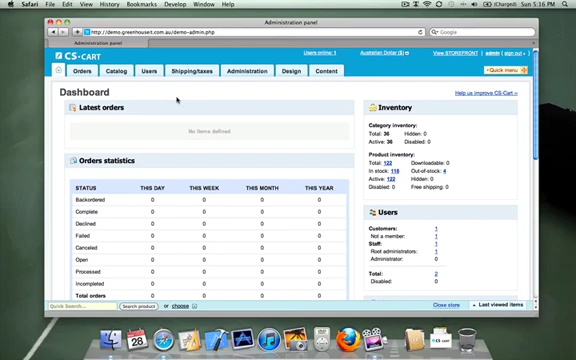 Safari File Edit View History Bookmarks Develop Window Help (Charged) Sun 5:16 PM
Administration panel
http://demo.greenhouseit.com.au/demo-admin.php
Administration panel
CS-CART
Users online: 1 Australian Dollar ($) View STOREFRONT admin (sign out)
Orders Catalog Users Shipping/taxes Administration Design Content Quick menu
Dashboard
Help us improve CS-Cart »
Latest orders
No items defined
Orders statistics
STATUS THIS DAY THIS WEEK THIS MONTH THIS YEAR
Backordered 0 0 0 0
Complete 0 0 0 0
Declined 0 0 0 0
Failed 0 0 0 0
Canceled 0 0 0 0
Open 0 0 0 0
Processed 0 0 0 0
Incompleted 0 0 0 0
Total orders 0 0 0 0
Inventory
Category inventory:
Total: 36 Hidden: 0
Active: 36 Disabled: 0
Product inventory:
Total: 122 Downloadable: 0
In stock: 118 Out-of-stock: 4
Active: 122 Hidden: 0
Disabled: 0 Free shipping: 0
Users
Customers: 1
Not a member: 1
Staff: 1
Root administrators: 1
Administrator: 0
Total: 2
Disabled: 0
Quick Search... Search product or choose
Close store Last viewed items
28
CS-CART